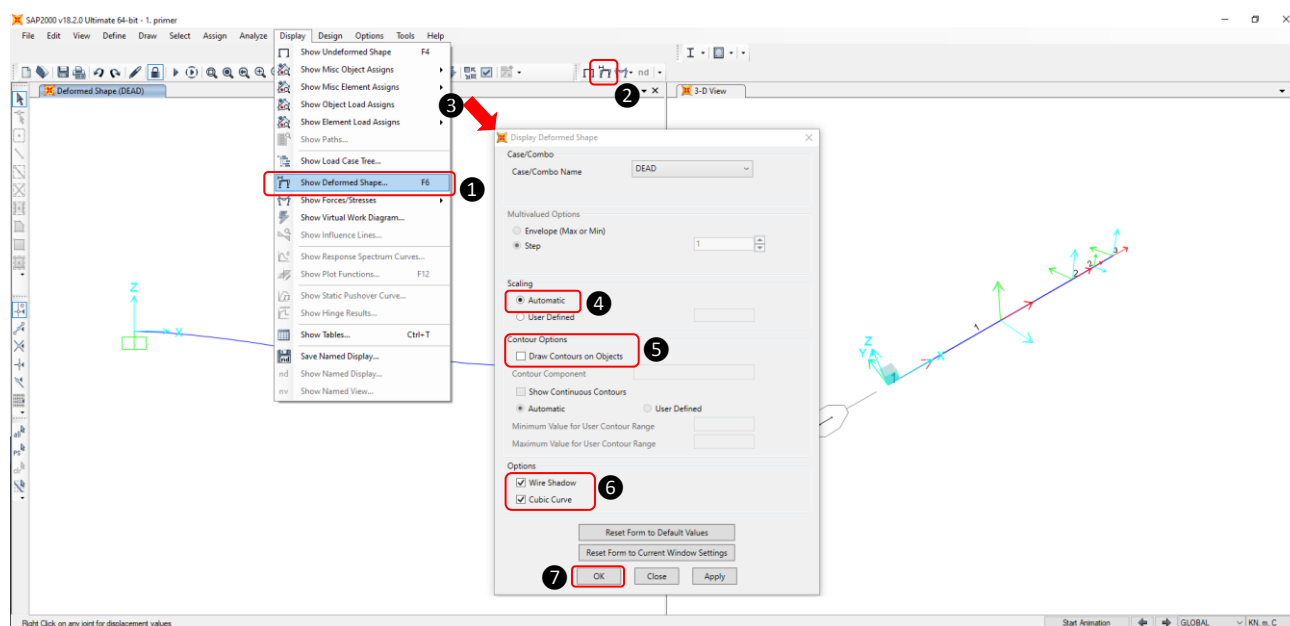 SAP2000 v18.2.0 Ultimate 64-bit - 1. primer
File Edit View Define Draw Select Assign Analyze Display Design Options Tools Help
nd
Deformed Shape (DEAD)
3-D View
Show Undeformed Shape F4
Show Misc Object Assigns
Show Misc Element Assigns
Show Object Load Assigns
Show Element Load Assigns
Show Paths...
Show Load Case Tree...
Show Deformed Shape... F6
Show Forces/Stresses
Show Virtual Work Diagram...
Show Influence Lines...
Show Response Spectrum Curves...
Show Plot Functions... F12
Show Static Pushover Curve...
Show Hinge Results...
Show Tables... Ctrl+T
Save Named Display...
nd Show Named Display...
nv Show Named View...
1
2
3
Display Deformed Shape
Case/Combo
Case/Combo Name DEAD
Multivalued Options
Envelope (Max or Min)
Step 1
Scaling
Automatic
4
User Defined
Contour Options
Draw Contours on Objects
5
Contour Component
Show Continuous Contours
Automatic User Defined
Minimum Value for User Contour Range
Maximum Value for User Contour Range
Options
Wire Shadow
Cubic Curve
6
Reset Form to Default Values
Reset Form to Current Window Settings
7
OK Close Apply
Z
X
Z
Y
X
1
1
2
2
3
all
PS
clr
Right Click on any joint for displacement values
Start Animation GLOBAL KN, m, C